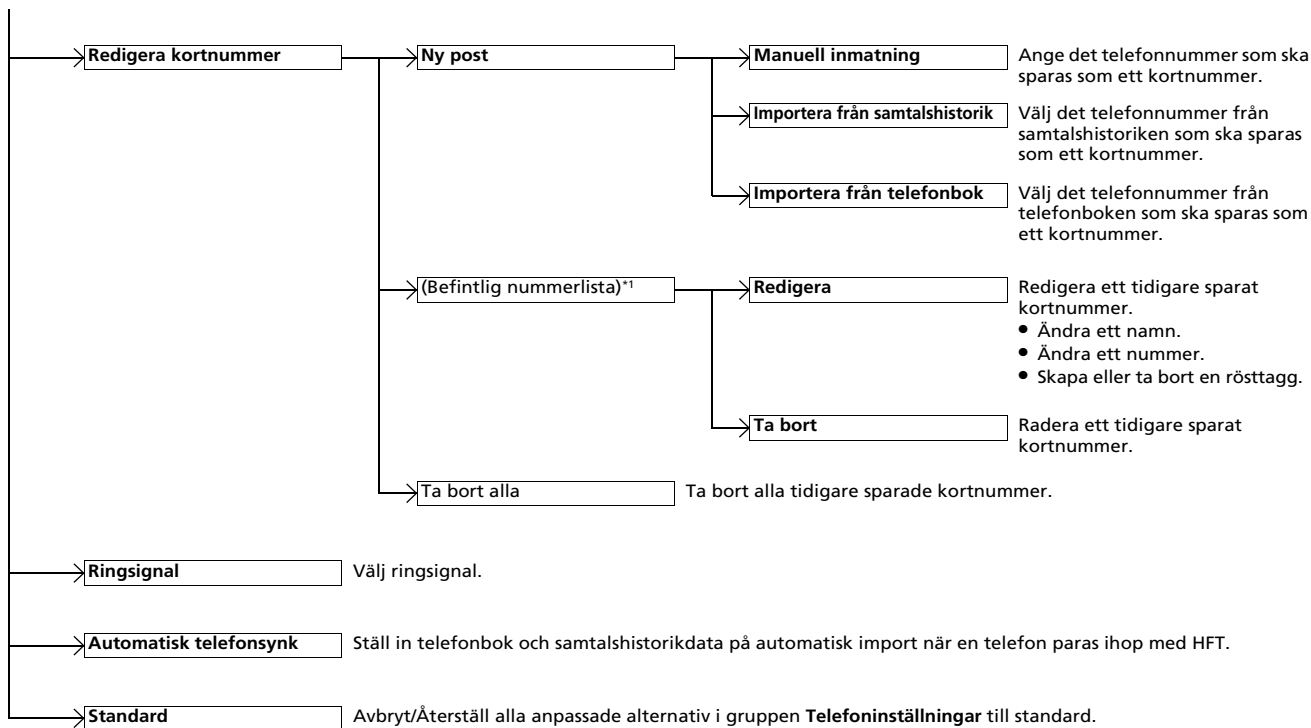 Redigera kortnummer
Ny post
Manuell inmatning
Ange det telefonnummer som ska
sparas som ett kortnummer.
Importera från samtalshistorik
Välj det telefonnummer från
samtalshistoriken som ska sparas
som ett kortnummer.
Importera från telefonbok
Välj det telefonnummer från
telefonboken som ska sparas som
ett kortnummer.
(Befintlig nummerlista)*1
Redigera
Redigera ett tidigare sparat
kortnummer.
● Ändra ett namn.
● Ändra ett nummer.
● Skapa eller ta bort en rösttagg.
Ta bort
Radera ett tidigare sparat
kortnummer.
Ta bort alla
Ta bort alla tidigare sparade kortnummer.
Ringsignal
Välj ringsignal.
Automatisk telefonsynk
Ställ in telefonbok och samtalshistorikdata på automatisk import när en telefon paras ihop med HFT.
Standard
Avbryt/Återställ alla anpassade alternativ i gruppen Telefoninställningar till standard.